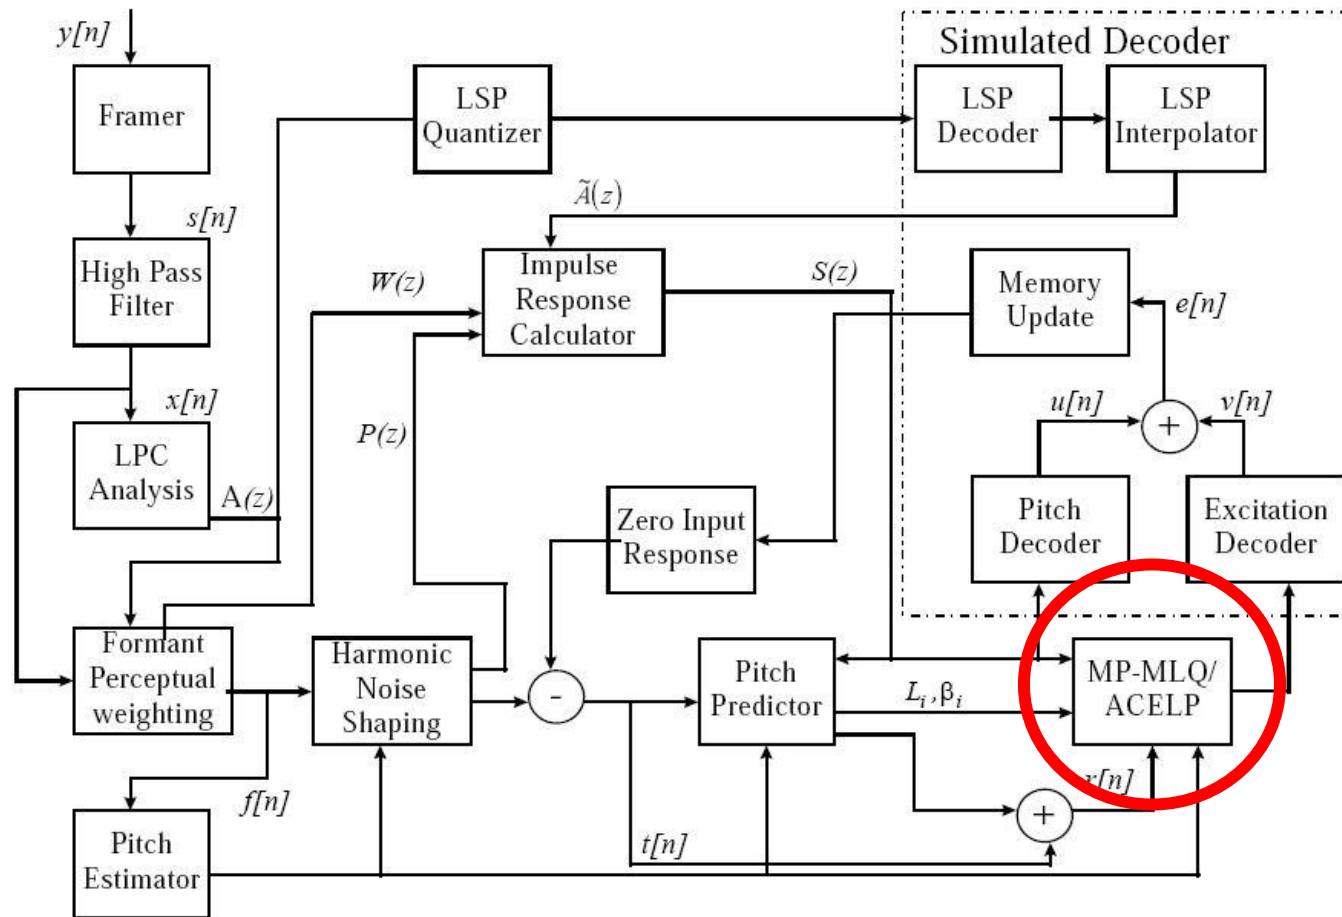 y[n]
Simulated Decoder
Framer
LSP
Quantizer
LSP
Decoder
LSP
Interpolator
s[n]
Ã(z)
High Pass
Filter
W(z)
Impulse
Response
Calculator
S(z)
Memory
Update
e[n]
x[n]
P(z)
u[n]
+
v[n]
LPC
Analysis
A(z)
Zero Input
Response
Pitch
Decoder
Excitation
Decoder
Formant
Perceptual
weighting
Harmonic
Noise
Shaping
-
Pitch
Predictor
L_i,β_i
MP-MLQ/
ACELP
f[n]
r[n]
+
t[n]
Pitch
Estimator